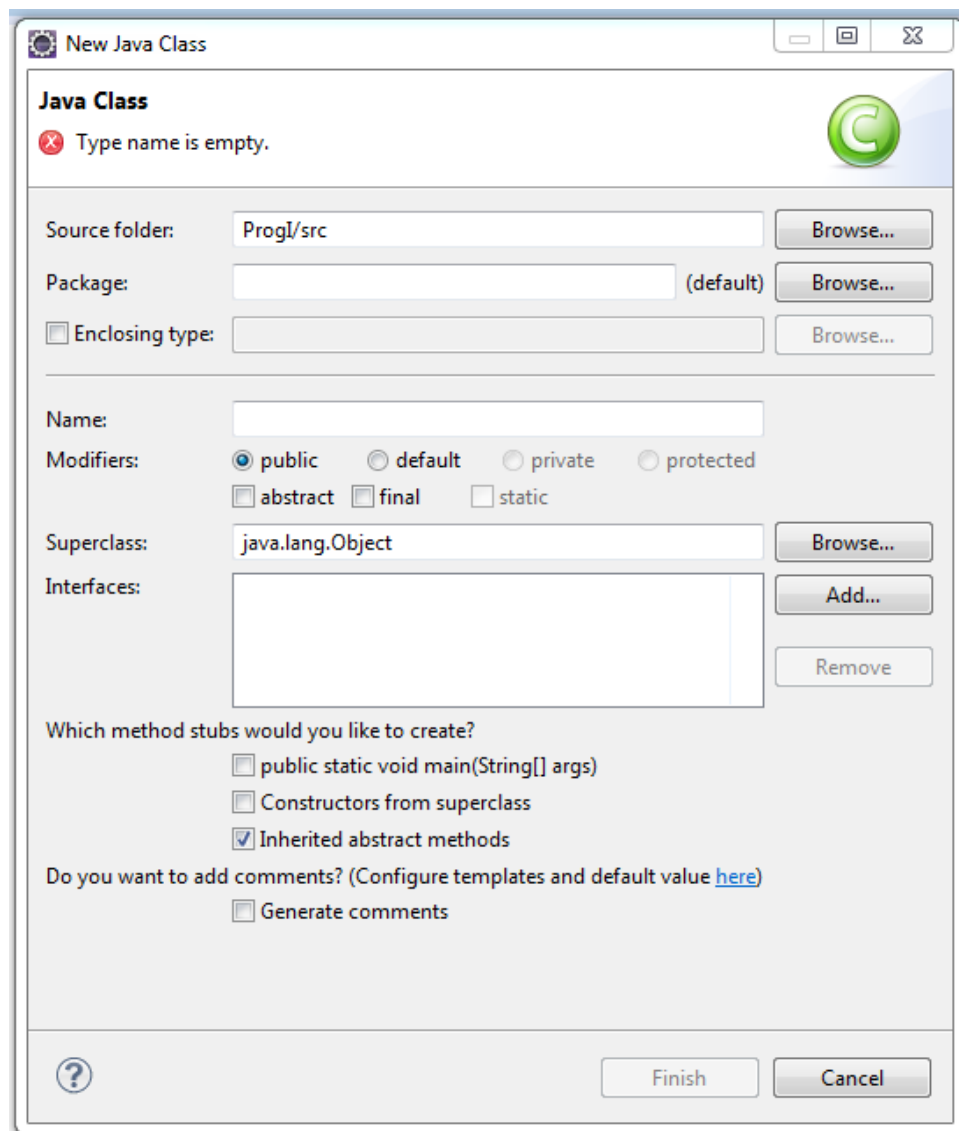 New Java Class
Java Class
Type name is empty.
Source folder: ProgI/src Browse...
Package: (default) Browse...
Enclosing type: Browse...
Name:
Modifiers: public default private protected
abstract final static
Superclass: java.lang.Object Browse...
Interfaces: Add...
Remove
Which method stubs would you like to create?
public static void main(String[] args)
Constructors from superclass
Inherited abstract methods
Do you want to add comments? (Configure templates and default value here)
Generate comments
? Finish Cancel